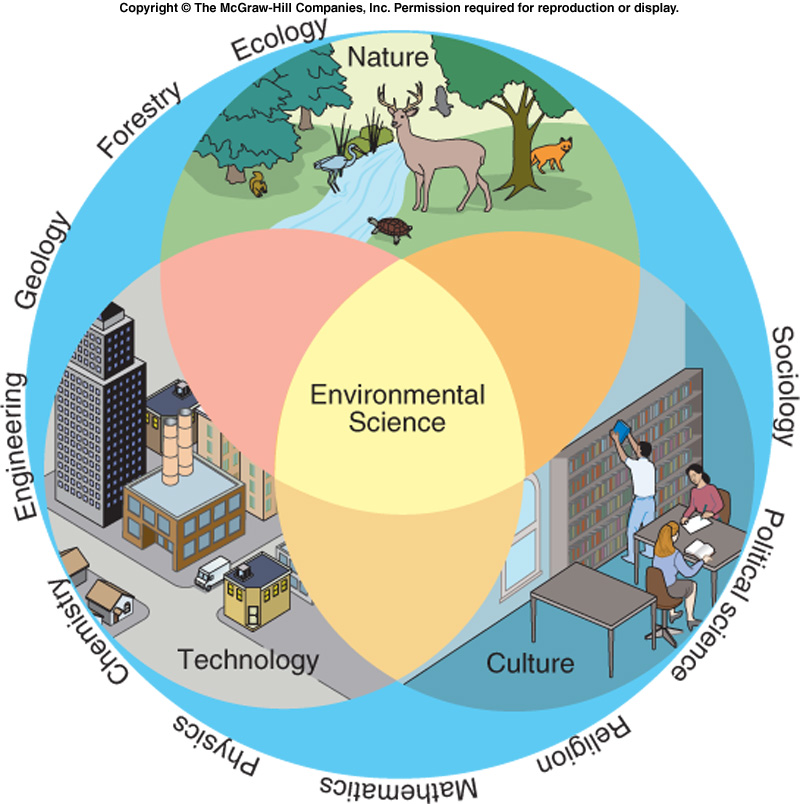 Copyright © The McGraw-Hill Companies, Inc. Permission required for reproduction or display.
Ecology
Nature
Forestry
Geology
Engineering
Environmental
Science
Sociology
Political science
Chemistry
Technology
Culture
Physics
Religion
Mathematics